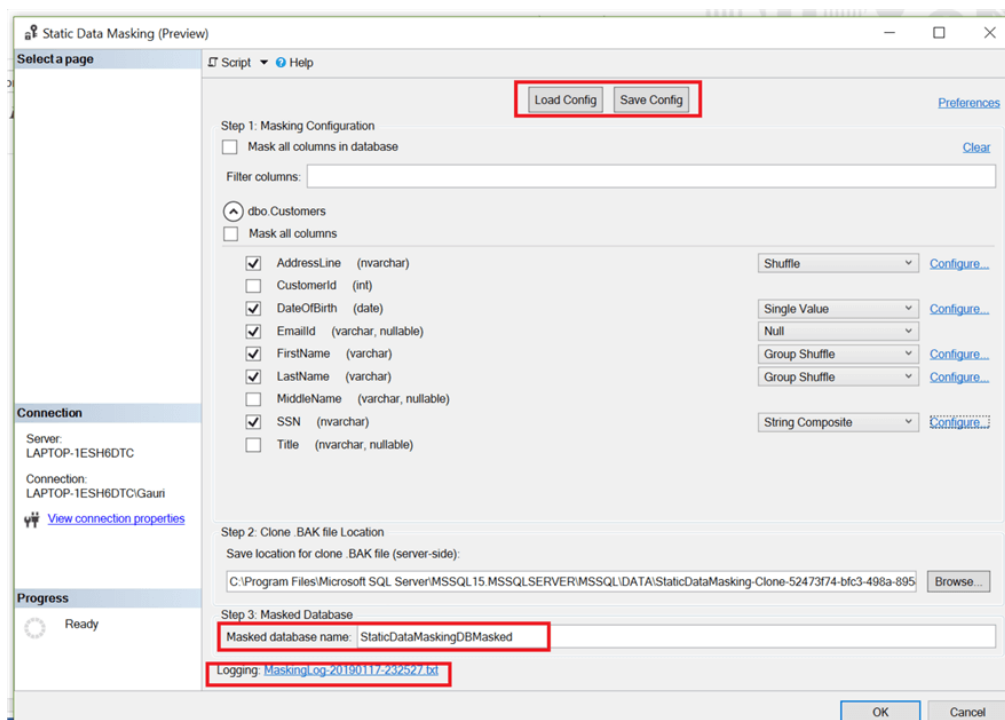 Static Data Masking (Preview)
Select a page
Script Help
Load Config Save Config
Preferences
Step 1: Masking Configuration
Mask all columns in database
Clear
Filter columns:
dbo.Customers
Mask all columns
AddressLine (nvarchar) Shuffle Configure...
CustomerId (int)
DateOfBirth (date) Single Value Configure...
EmailId (varchar, nullable) Null
FirstName (varchar) Group Shuffle Configure...
LastName (varchar) Group Shuffle Configure...
MiddleName (varchar, nullable)
SSN (nvarchar) String Composite Configure...
Title (nvarchar, nullable)
Connection
Server:
LAPTOP-1ESH6DTC
Connection:
LAPTOP-1ESH6DTC\Gauri
View connection properties
Progress
Ready
Step 2: Clone .BAK file Location
Save location for clone .BAK file (server-side):
C:\Program Files\Microsoft SQL Server\MSSQL15.MSSQLSERVER\MSSQL\DATA\StaticDataMasking-Clone-52473f74-bfc3-498a-895 Browse...
Step 3: Masked Database
Masked database name: StaticDataMaskingDBMasked
Logging: MaskingLog-20190117-232527.txt
OK Cancel